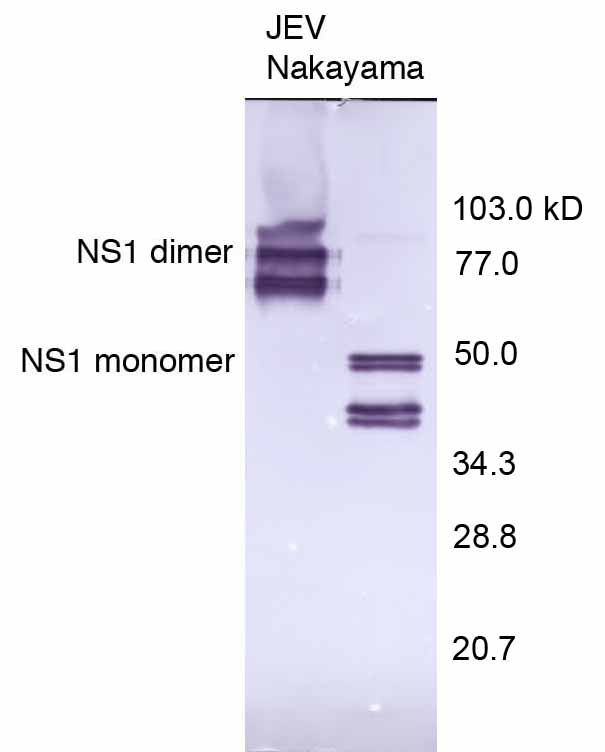 JEV
Nakayama
103.0 kD
NS1 dimer
77.0
50.0
NS1 monomer
34.3
28.8
20.7